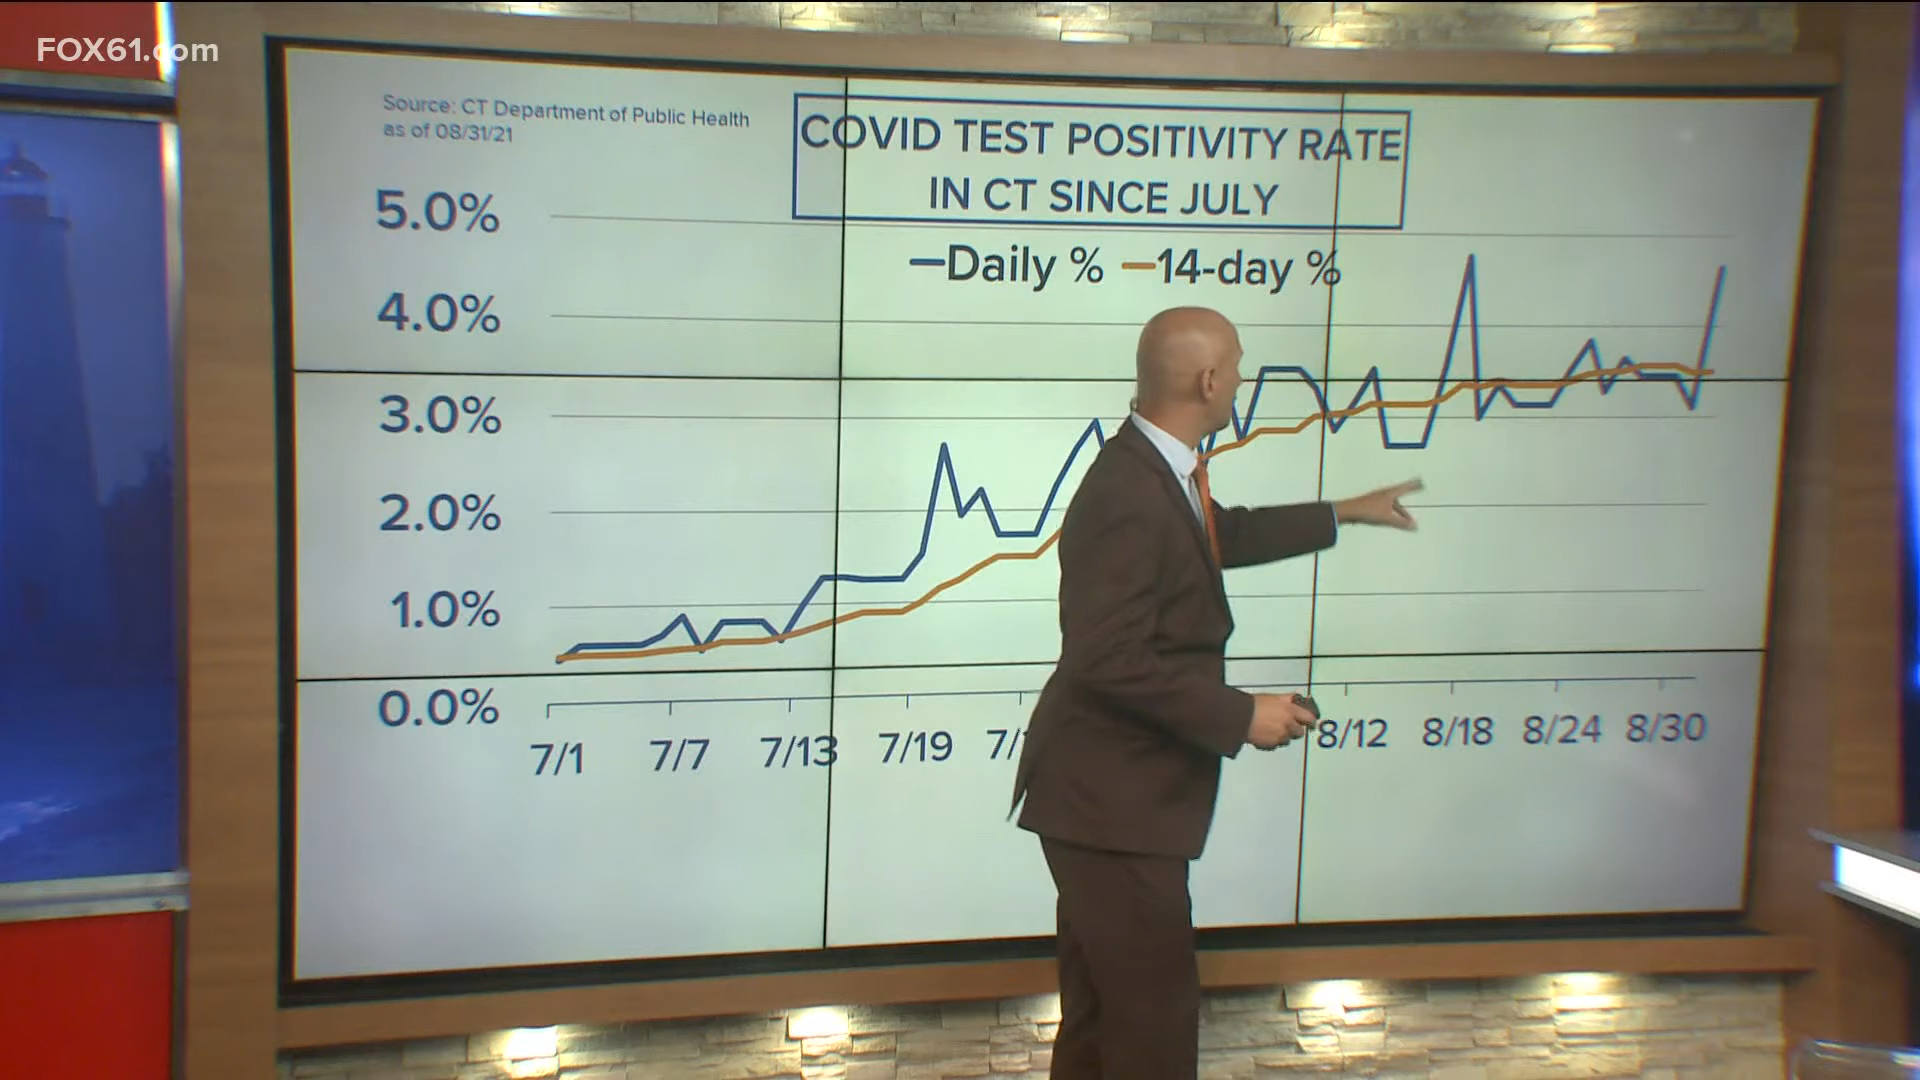 FOX61.com
Source: CT Department of Public Health
as of 08/31/21
COVID TEST POSITIVITY RATE
IN CT SINCE JULY
Daily % 14-day %
5.0%
4.0%
3.0%
2.0%
1.0%
0.0%
7/1 7/7 7/13 7/19 7/ 8/12 8/18 8/24 8/30